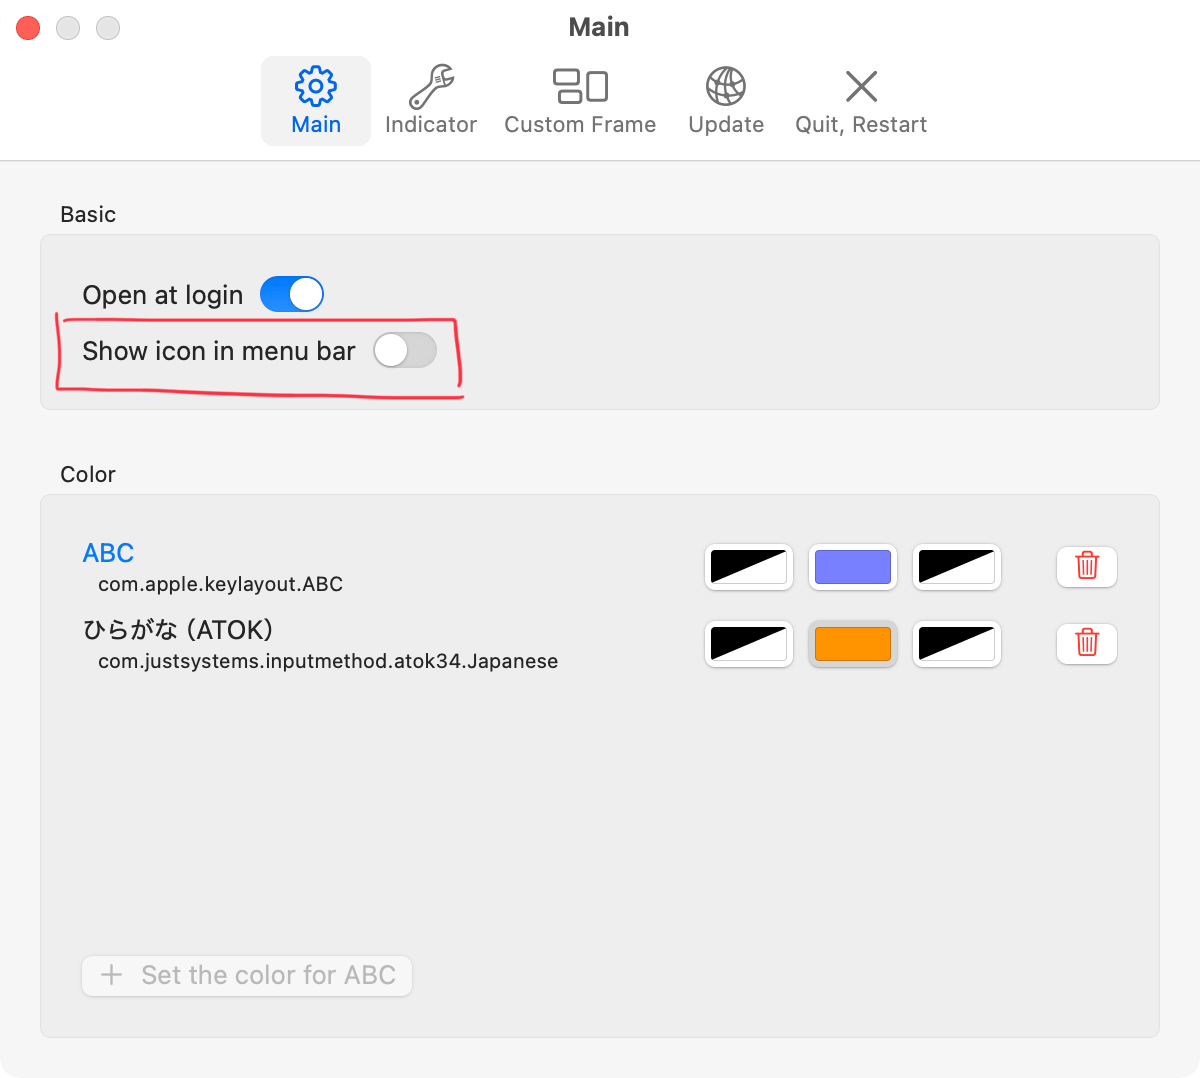 Main
Main
Indicator
Custom Frame
Update
Quit, Restart
Basic
Open at login
Show icon in menu bar
Color
ABC
com.apple.keylayout.ABC
ひらがな (ATOK)
com.justsystems.inputmethod.atok34.Japanese
+ Set the color for ABC